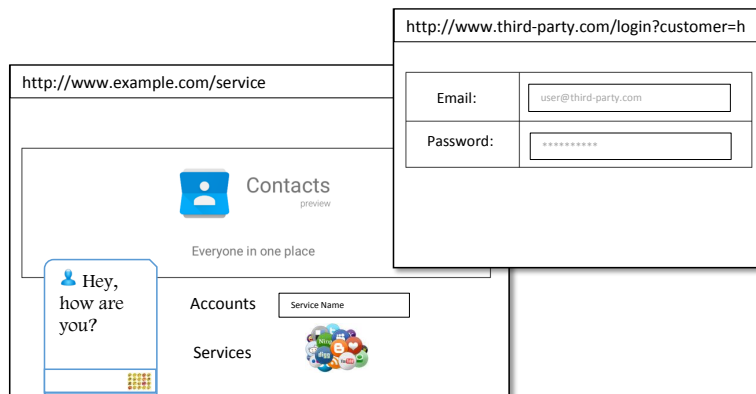 http://www.third-party.com/login?customer=h
Email:
user@third-party.com
Password:
**********
http://www.example.com/service
Contacts
preview
Everyone in one place
Hey,
how are
you?
Accounts
Service Name
Services
digg